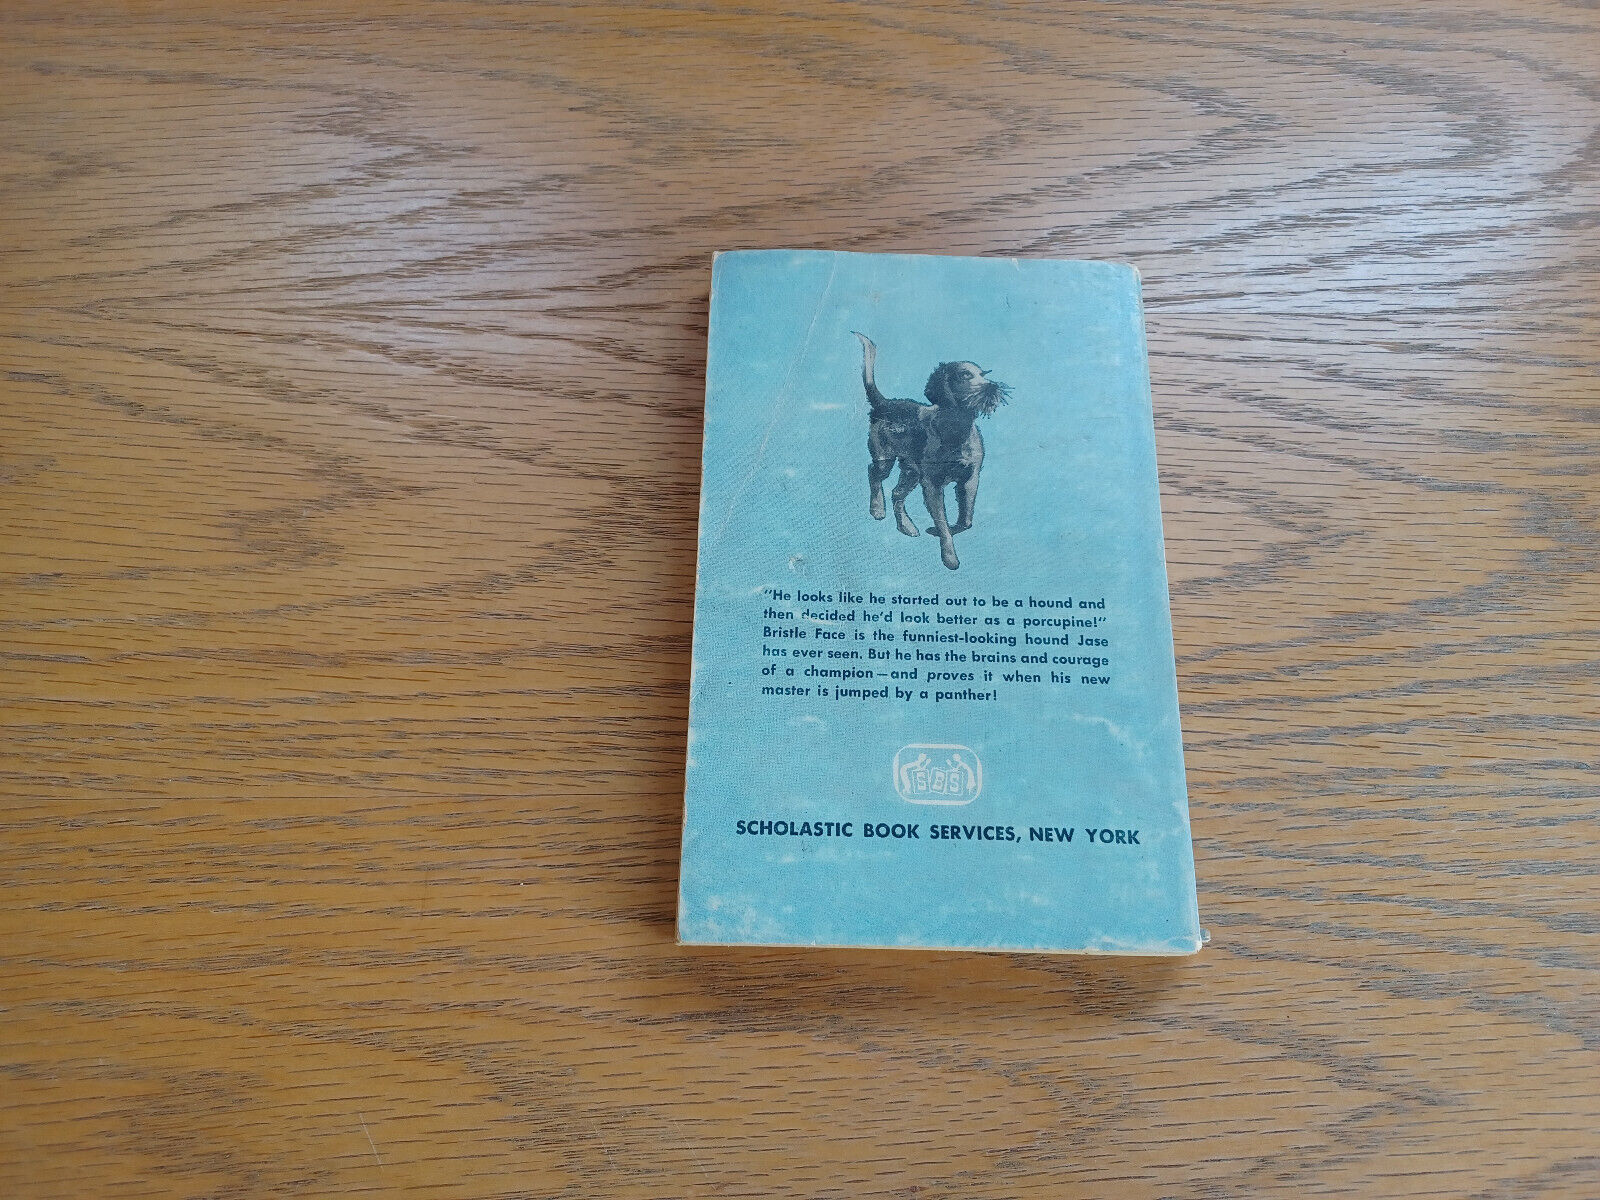 "He looks like he started out to be a hound and
then decided he'd look better as a porcupine!"
Bristle Face is the funniest-looking hound Jase
has ever seen. But he has the brains and courage
of a champion—and proves it when his new
master is jumped by a panther!
SBS
SCHOLASTIC BOOK SERVICES, NEW YORK